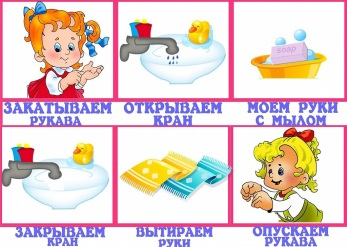 ЗАКАТЫВАЕМ
РУКАВА
ОТКРЫВАЕМ
КРАН
МОЕМ РУКИ
С МЫЛОМ
ЗАКРЫВАЕМ
КРАН
ВЫТИРАЕМ
РУКИ
ОПУСКАЕМ
РУКАВА